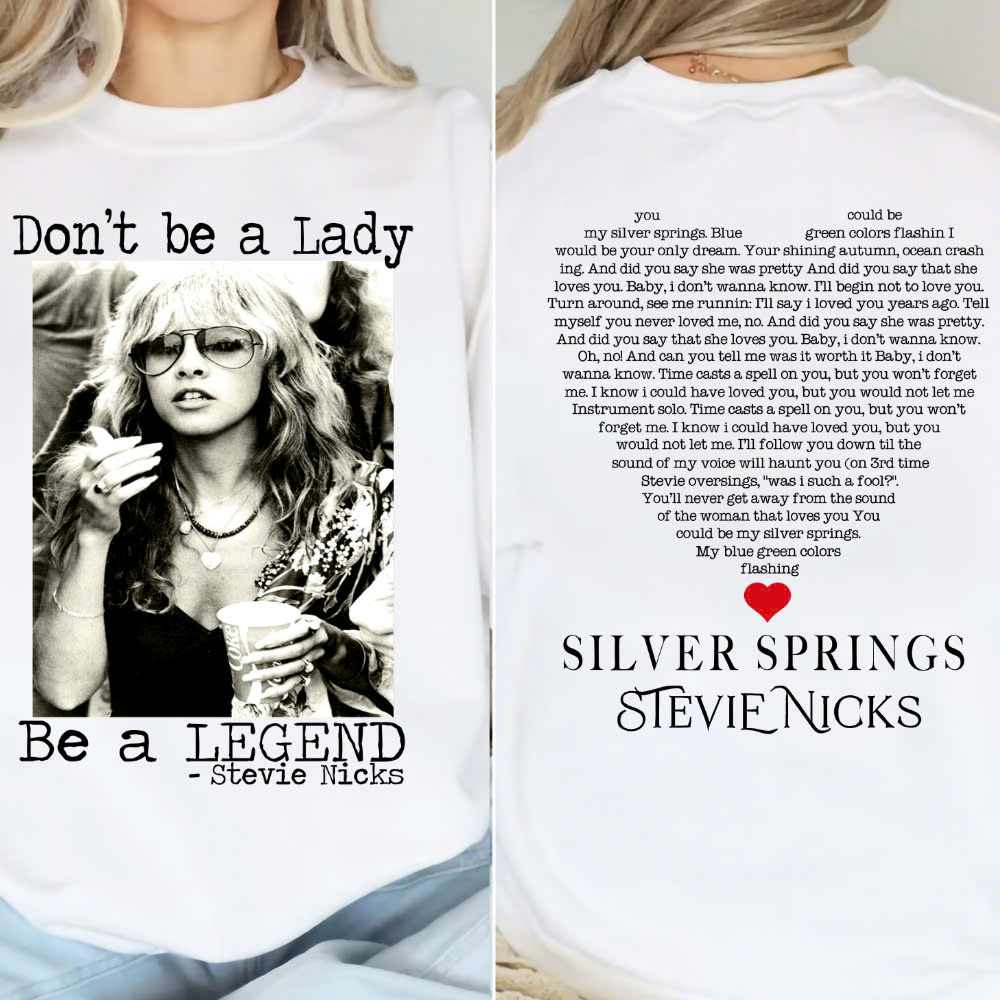 Don't be a Lady
Coke
Be a LEGEND
- Stevie Nicks
you could be
my silver springs. Blue green colors flashin I
would be your only dream. Your shining autumn, ocean crash
ing. And did you say she was pretty And did you say that she
loves you. Baby, i don't wanna know. I'll begin not to love you.
Turn around, see me runnin: I'll say i loved you years ago. Tell
myself you never loved me, no. And did you say she was pretty.
And did you say that she loves you. Baby, i don't wanna know.
Oh, no! And can you tell me was it worth it Baby, i don't
wanna know. Time casts a spell on you, but you won't forget
me. I know i could have loved you, but you would not let me
Instrument solo. Time casts a spell on you, but you won't
forget me. I know i could have loved you, but you
would not let me. I'll follow you down til the
sound of my voice will haunt you (on 3rd time
Stevie oversings, "was i such a fool?".
You'll never get away from the sound
of the woman that loves you You
could be my silver springs.
My blue green colors
flashing
SILVER SPRINGS
STEVIE NICKS